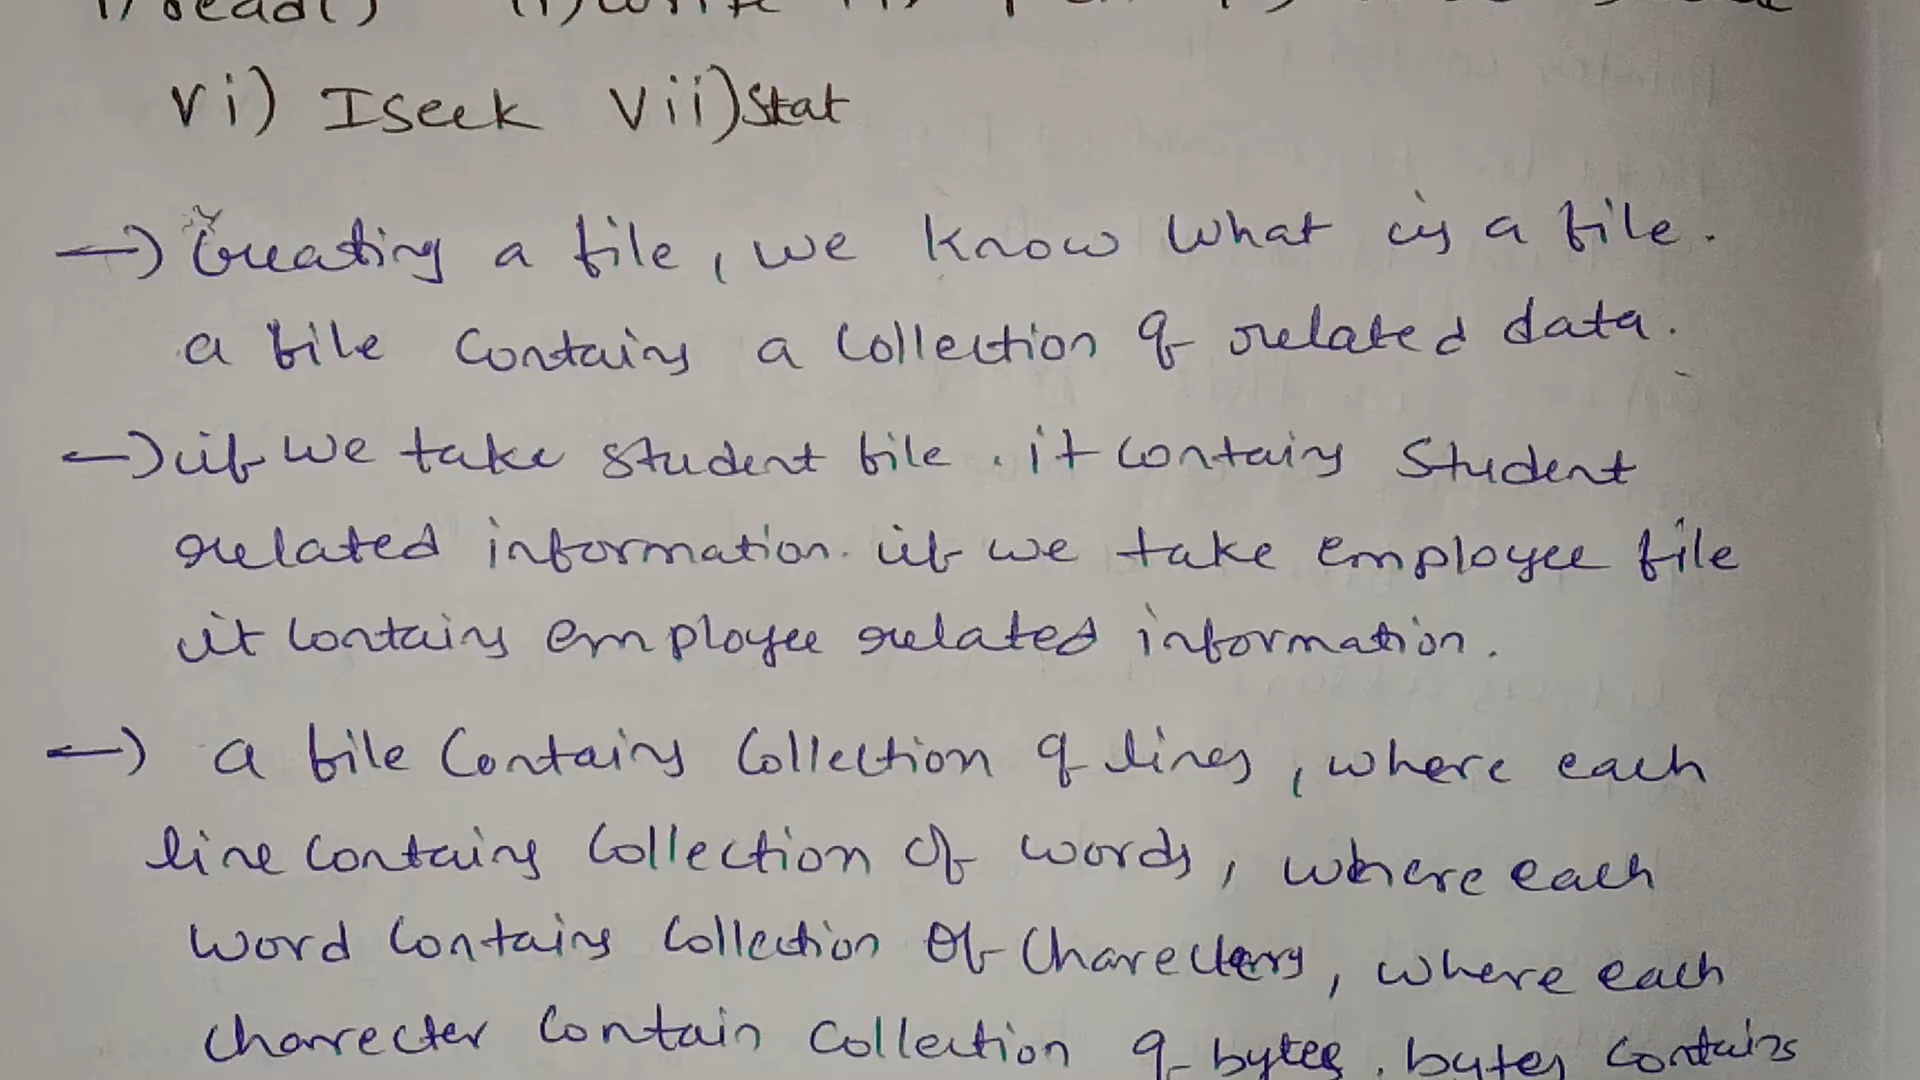 i) read() ii) write
vi) Iseek vii) Stat
→ Creating a file, we know what is a file.
a file contains a collection of related data.
→ if we take student file. it contains student
related information. if we take employee file
it contains employee related information.
→ a file contains collection of lines, where each
line contains collection of words, where each
word contains collection of charecters, where each
charecter contain collection of bytes. bytes contains